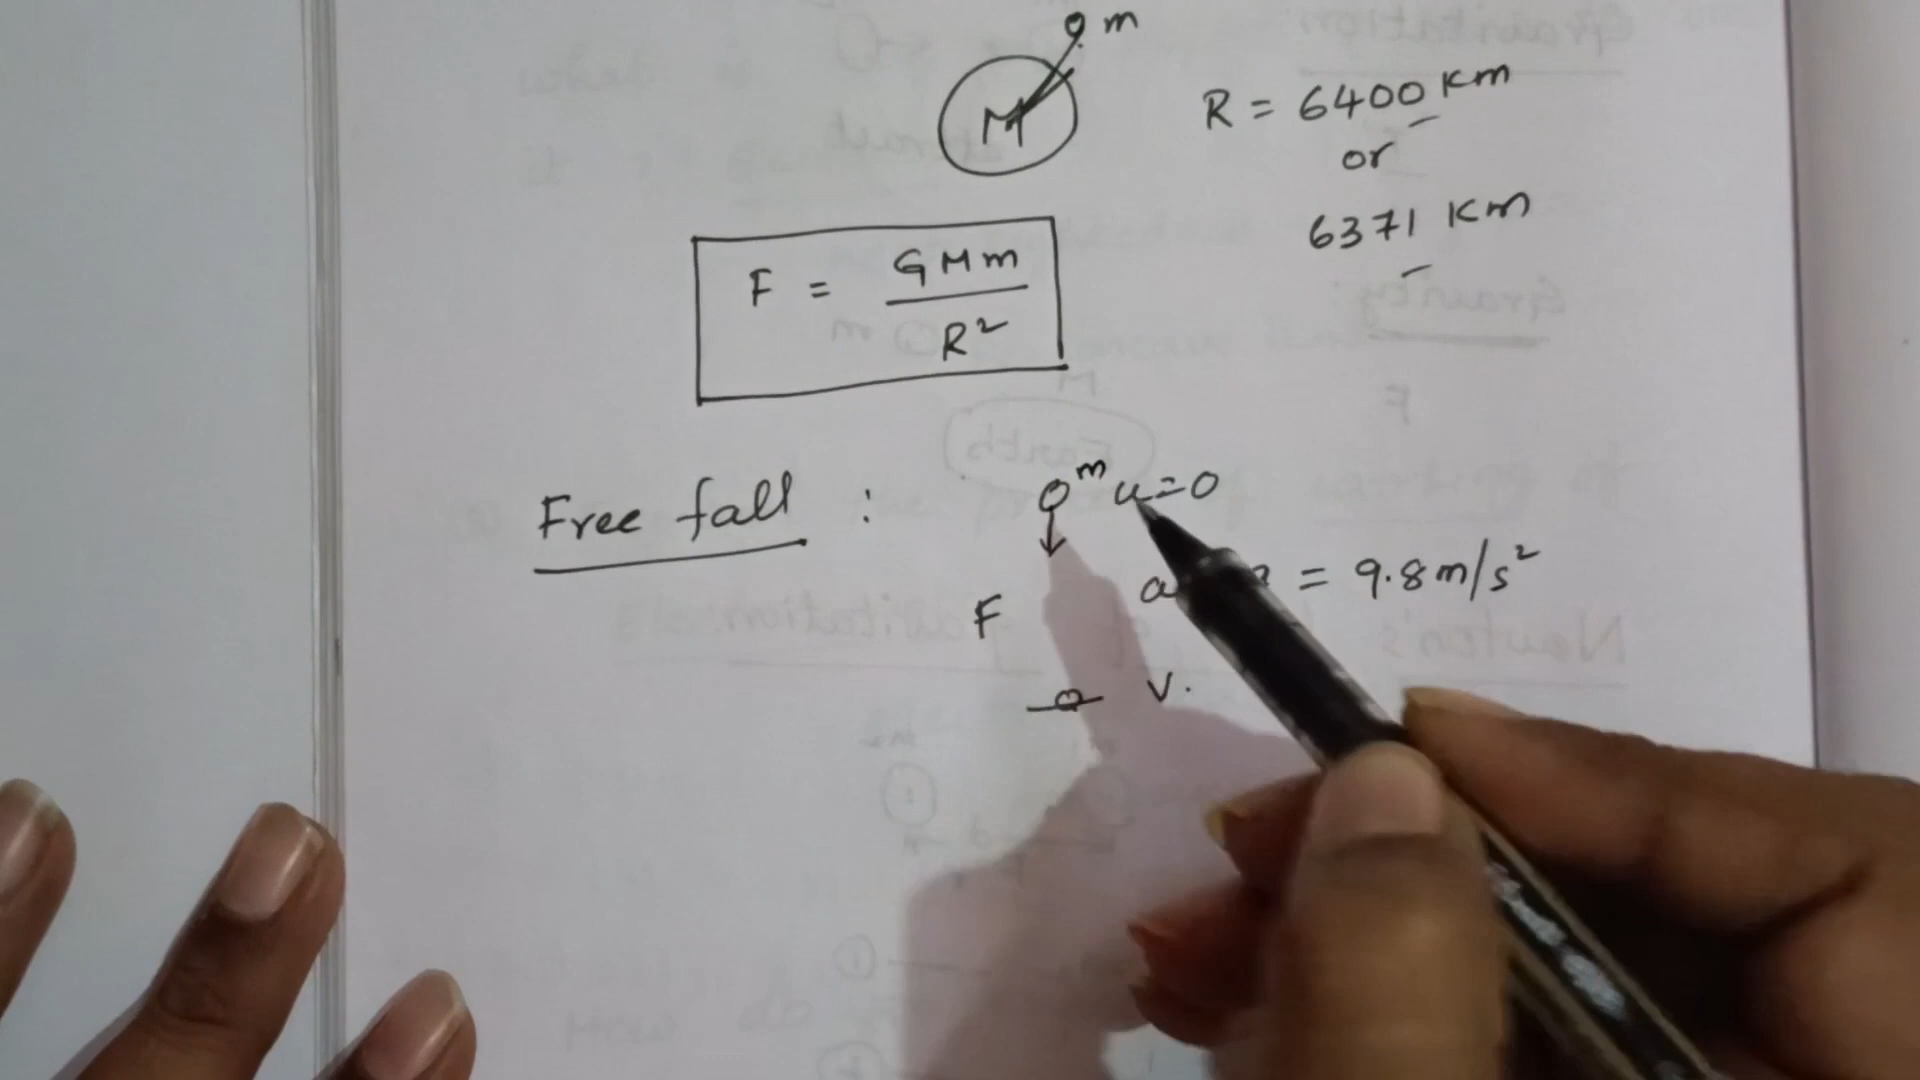 m
M
R = 6400 Km
or
6371 Km
F = GMm / R²
Free fall : m u=0
F
a = 9.8 m/s²
v.